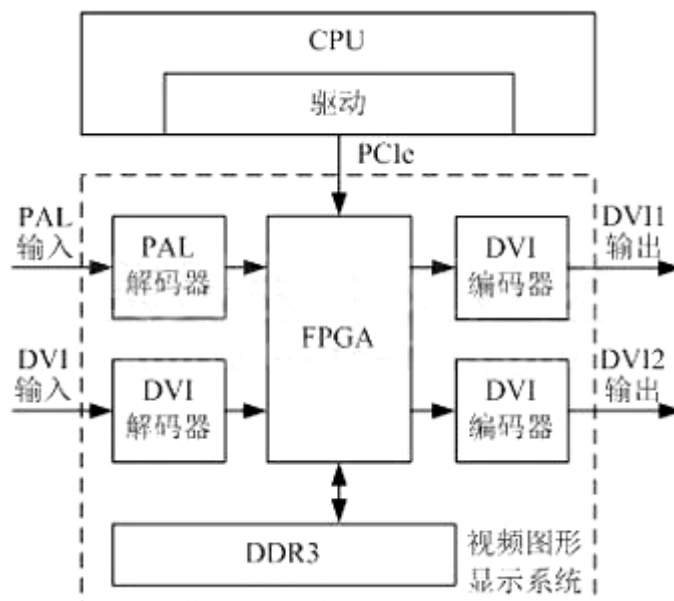 CPU
驱动
PCIe
PAL
输入
PAL
解码器
FPGA
DVI
编码器
DVI1
输出
DVI
输入
DVI
解码器
DVI
编码器
DVI2
输出
DDR3
视频图形
显示系统